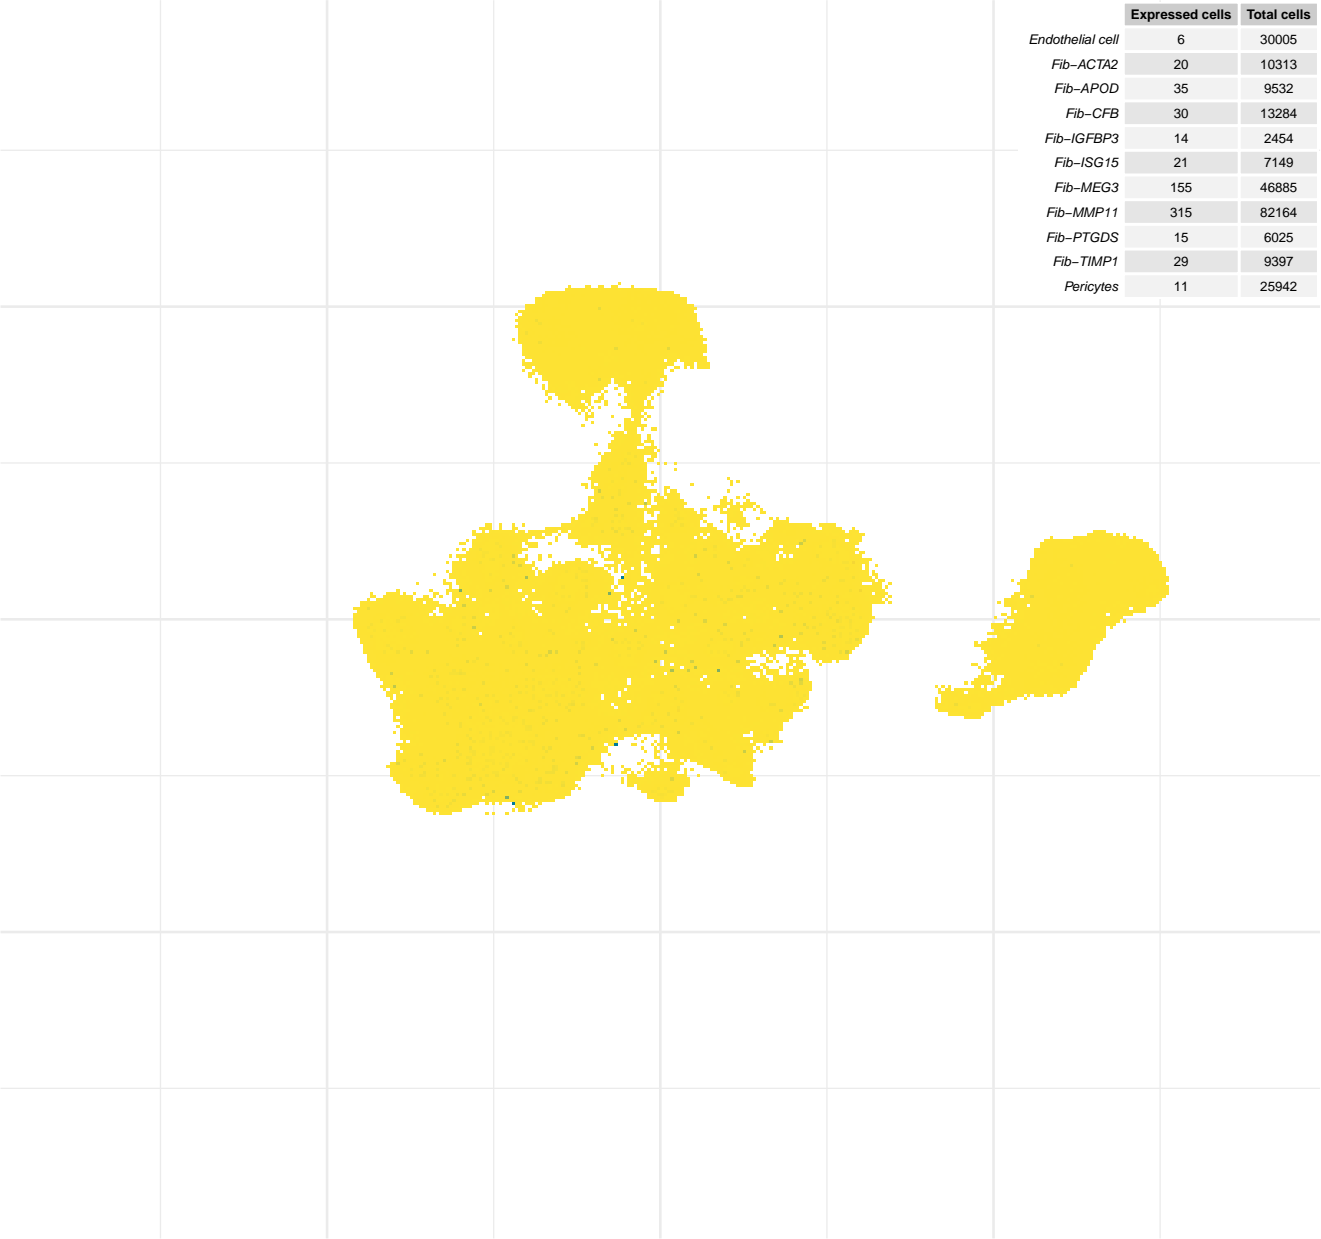 Expressed cells Total cells
Endothelial cell 6 30005
Fib−ACTA2 20 10313
Fib−APOD 35 9532
Fib−CFB 30 13284
Fib−IGFBP3 14 2454
Fib−ISG15 21 7149
Fib−MEG3 155 46885
Fib−MMP11 315 82164
Fib−PTGDS 15 6025
Fib−TIMP1 29 9397
Pericytes 11 25942